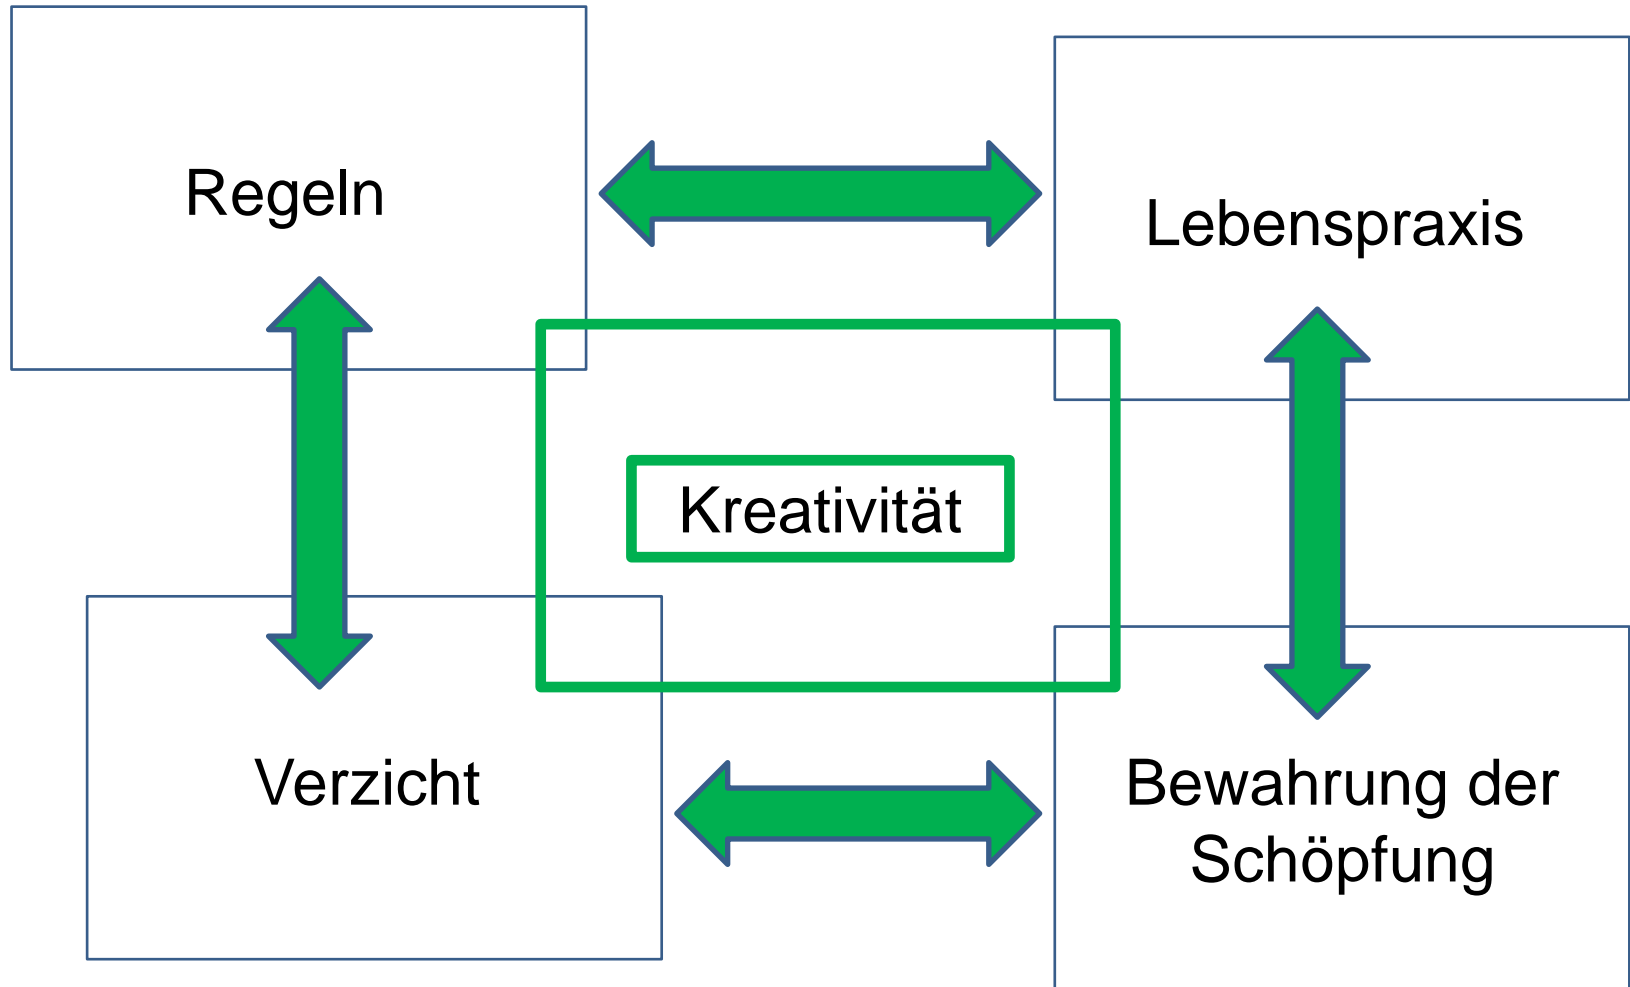 Regeln
Lebenspraxis
Kreativität
Verzicht
Bewahrung der
Schöpfung